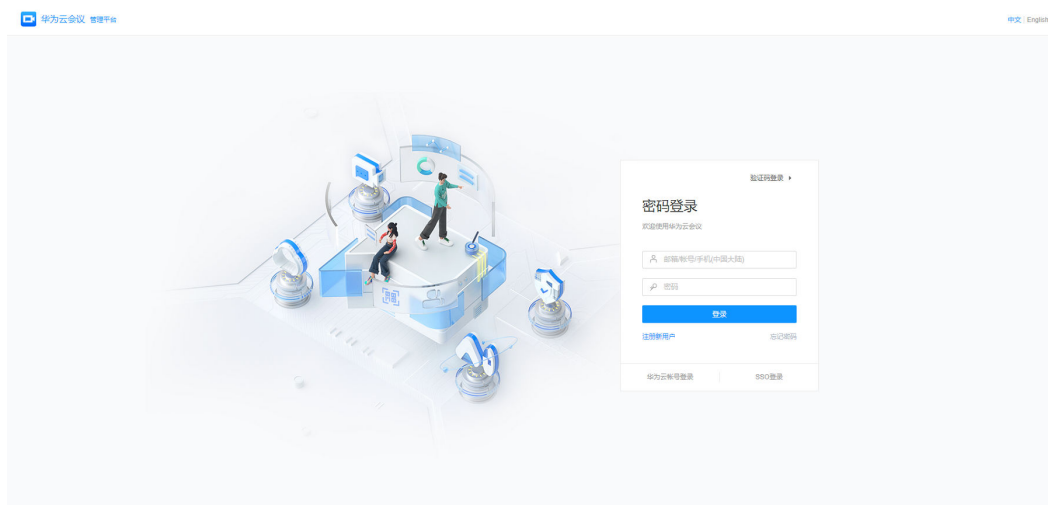 华为云会议 管理平台
中文 English
验证码登录
密码登录
欢迎使用华为云会议
邮箱/帐号/手机(中国大陆)
密码
登录
注册新用户 忘记密码
华为云帐号登录 SSO登录